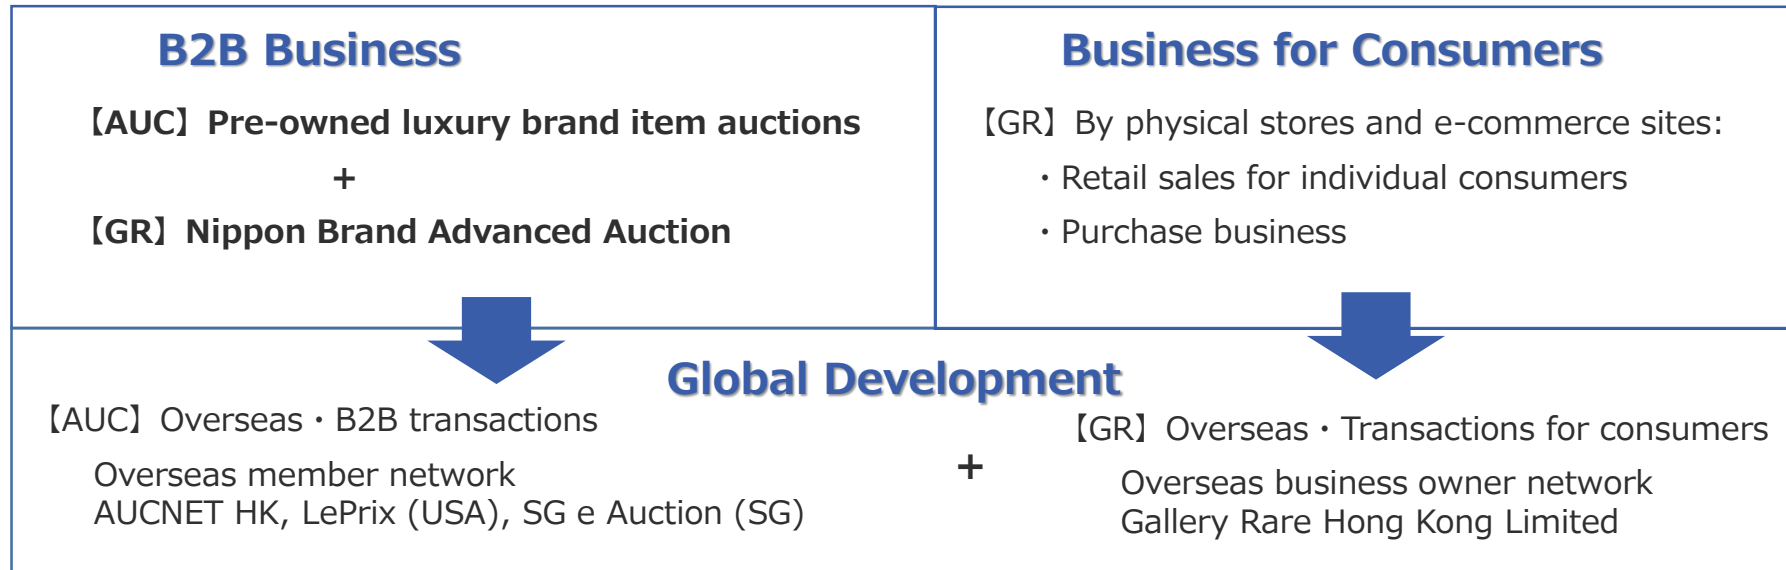 B2B Business
【AUC】Pre-owned luxury brand item auctions
+
【GR】Nippon Brand Advanced Auction
Business for Consumers
【GR】By physical stores and e-commerce sites:
・Retail sales for individual consumers
・Purchase business
Global Development
【AUC】Overseas・B2B transactions
Overseas member network
AUCNET HK, LePrix (USA), SG e Auction (SG)
+
【GR】Overseas・Transactions for consumers
Overseas business owner network
Gallery Rare Hong Kong Limited